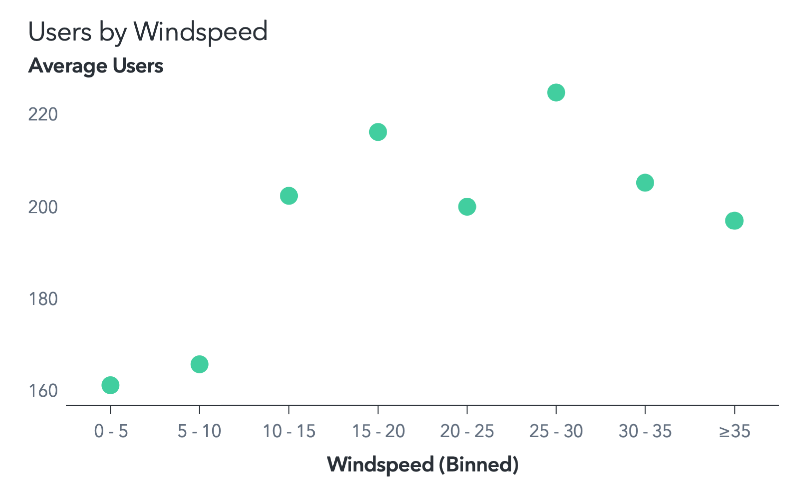 Users by Windspeed
Average Users
220
200
180
160
0 - 5 5 - 10 10 - 15 15 - 20 20 - 25 25 - 30 30 - 35 ≥35
Windspeed (Binned)